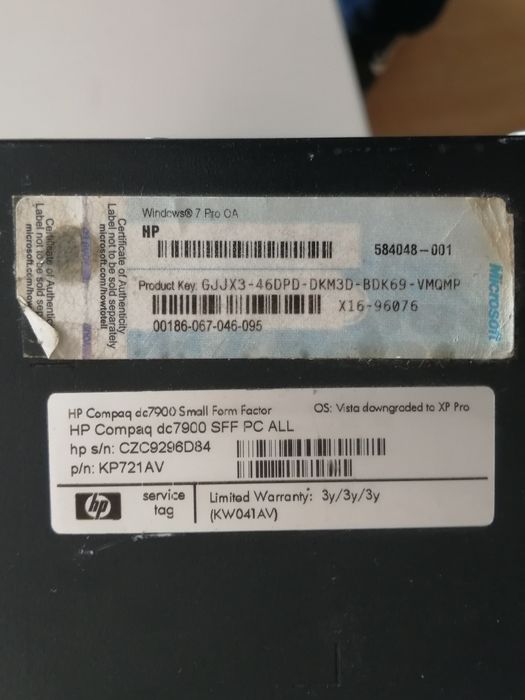 Certificate of Authenticity
Label not to be sold separately
microsoft.com/howtotell
Windows® 7 Pro OA
HP
584048-001
Product Key: GJJX3-46DPD-DKM3D-BDK69-VMQMP
X16-96076
00186-067-046-095
Microsoft
HP Compaq dc7900 Small Form Factor OS: Vista downgraded to XP Pro
HP Compaq dc7900 SFF PC ALL
hp s/n: CZC9296D84
p/n: KP721AV
hp
service
tag
Limited Warranty: 3y/3y/3y
(KW041AV)